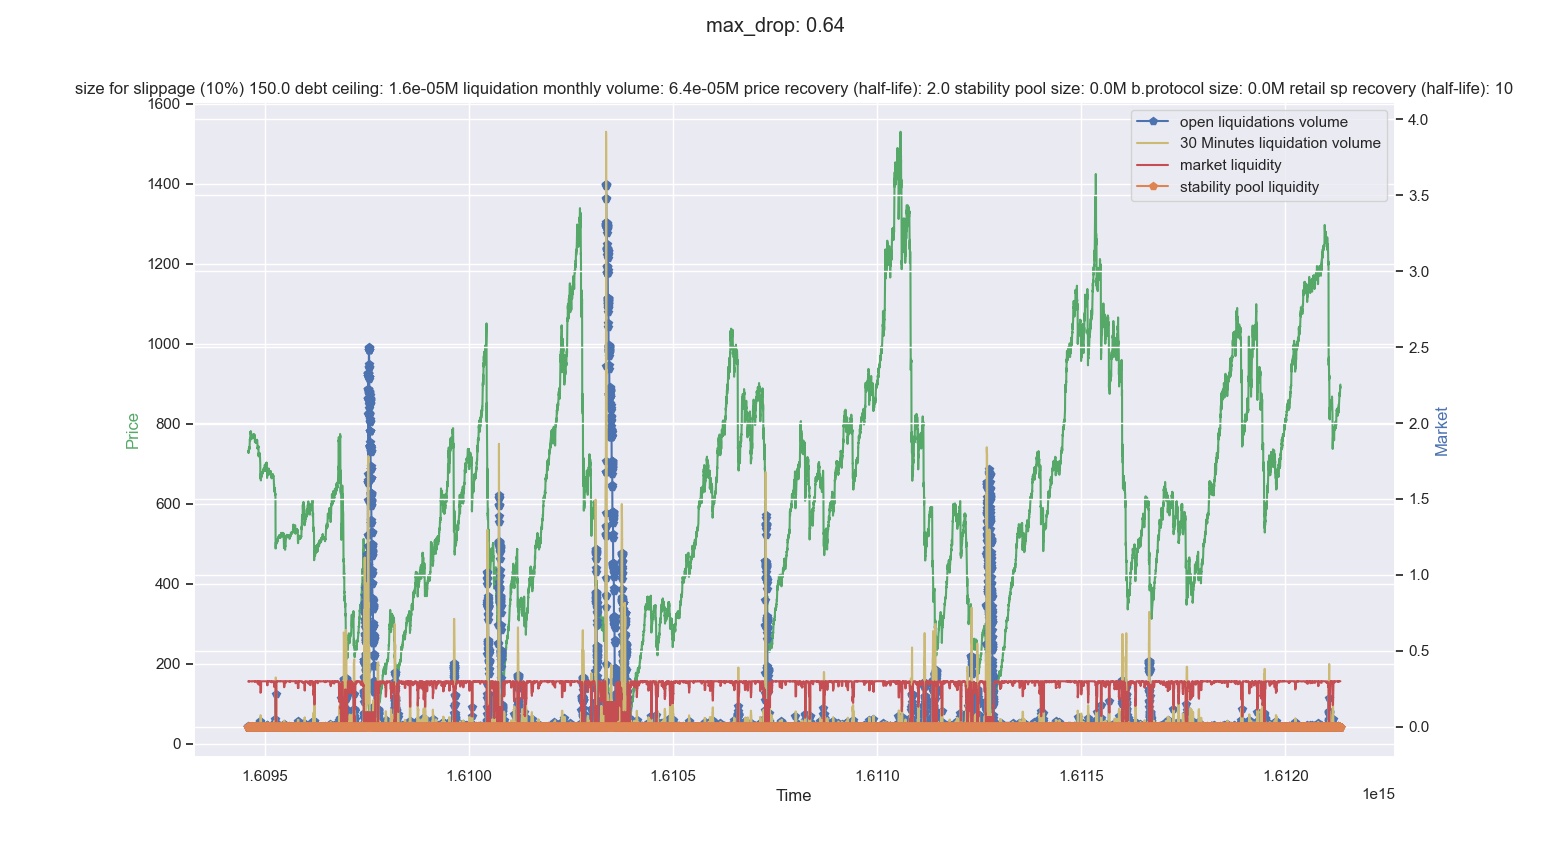 max_drop: 0.64
size for slippage (10%) 150.0 debt ceiling: 1.6e-05M liquidation monthly volume: 6.4e-05M price recovery (half-life): 2.0 stability pool size: 0.0M b.protocol size: 0.0M retail sp recovery (half-life): 10
open liquidations volume
30 Minutes liquidation volume
market liquidity
stability pool liquidity
1600
1400
1200
1000
800
600
400
200
0
Price
4.0
3.5
3.0
2.5
2.0
1.5
1.0
0.5
0.0
Market
1.6095 1.6100 1.6105 1.6110 1.6115 1.6120
Time
1e15